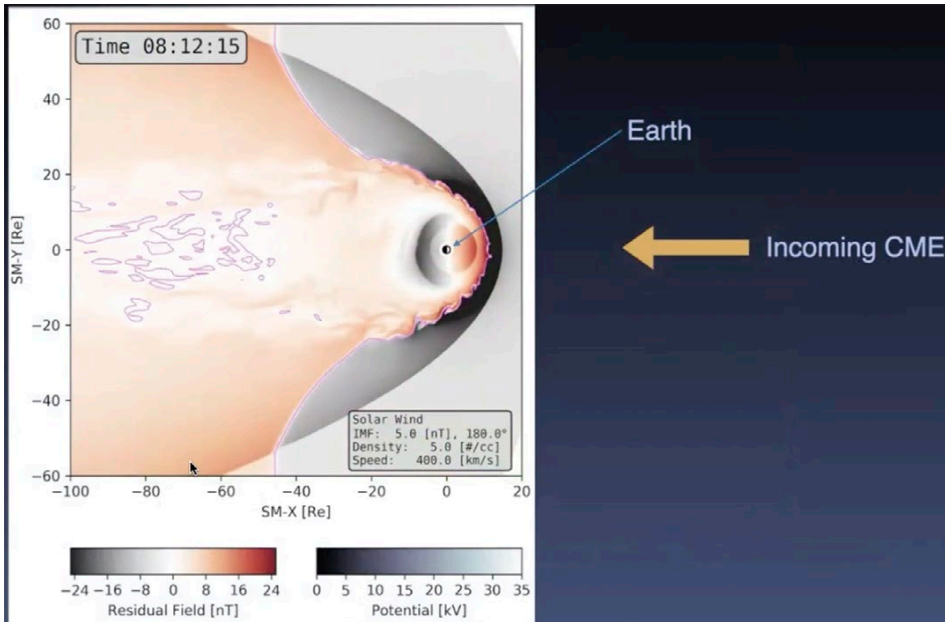 Time 08:12:15
60
40
20
0
−20
−40
−60
SM-Y [Re]
−100 −80 −60 −40 −20 0 20
SM-X [Re]
Solar Wind
IMF: 5.0 [nT], 180.0°
Density: 5.0 [#/cc]
Speed: 400.0 [km/s]
Earth
Incoming CME
−24 −16 −8 0 8 16 24
Residual Field [nT]
0 5 10 15 20 25 30 35
Potential [kV]